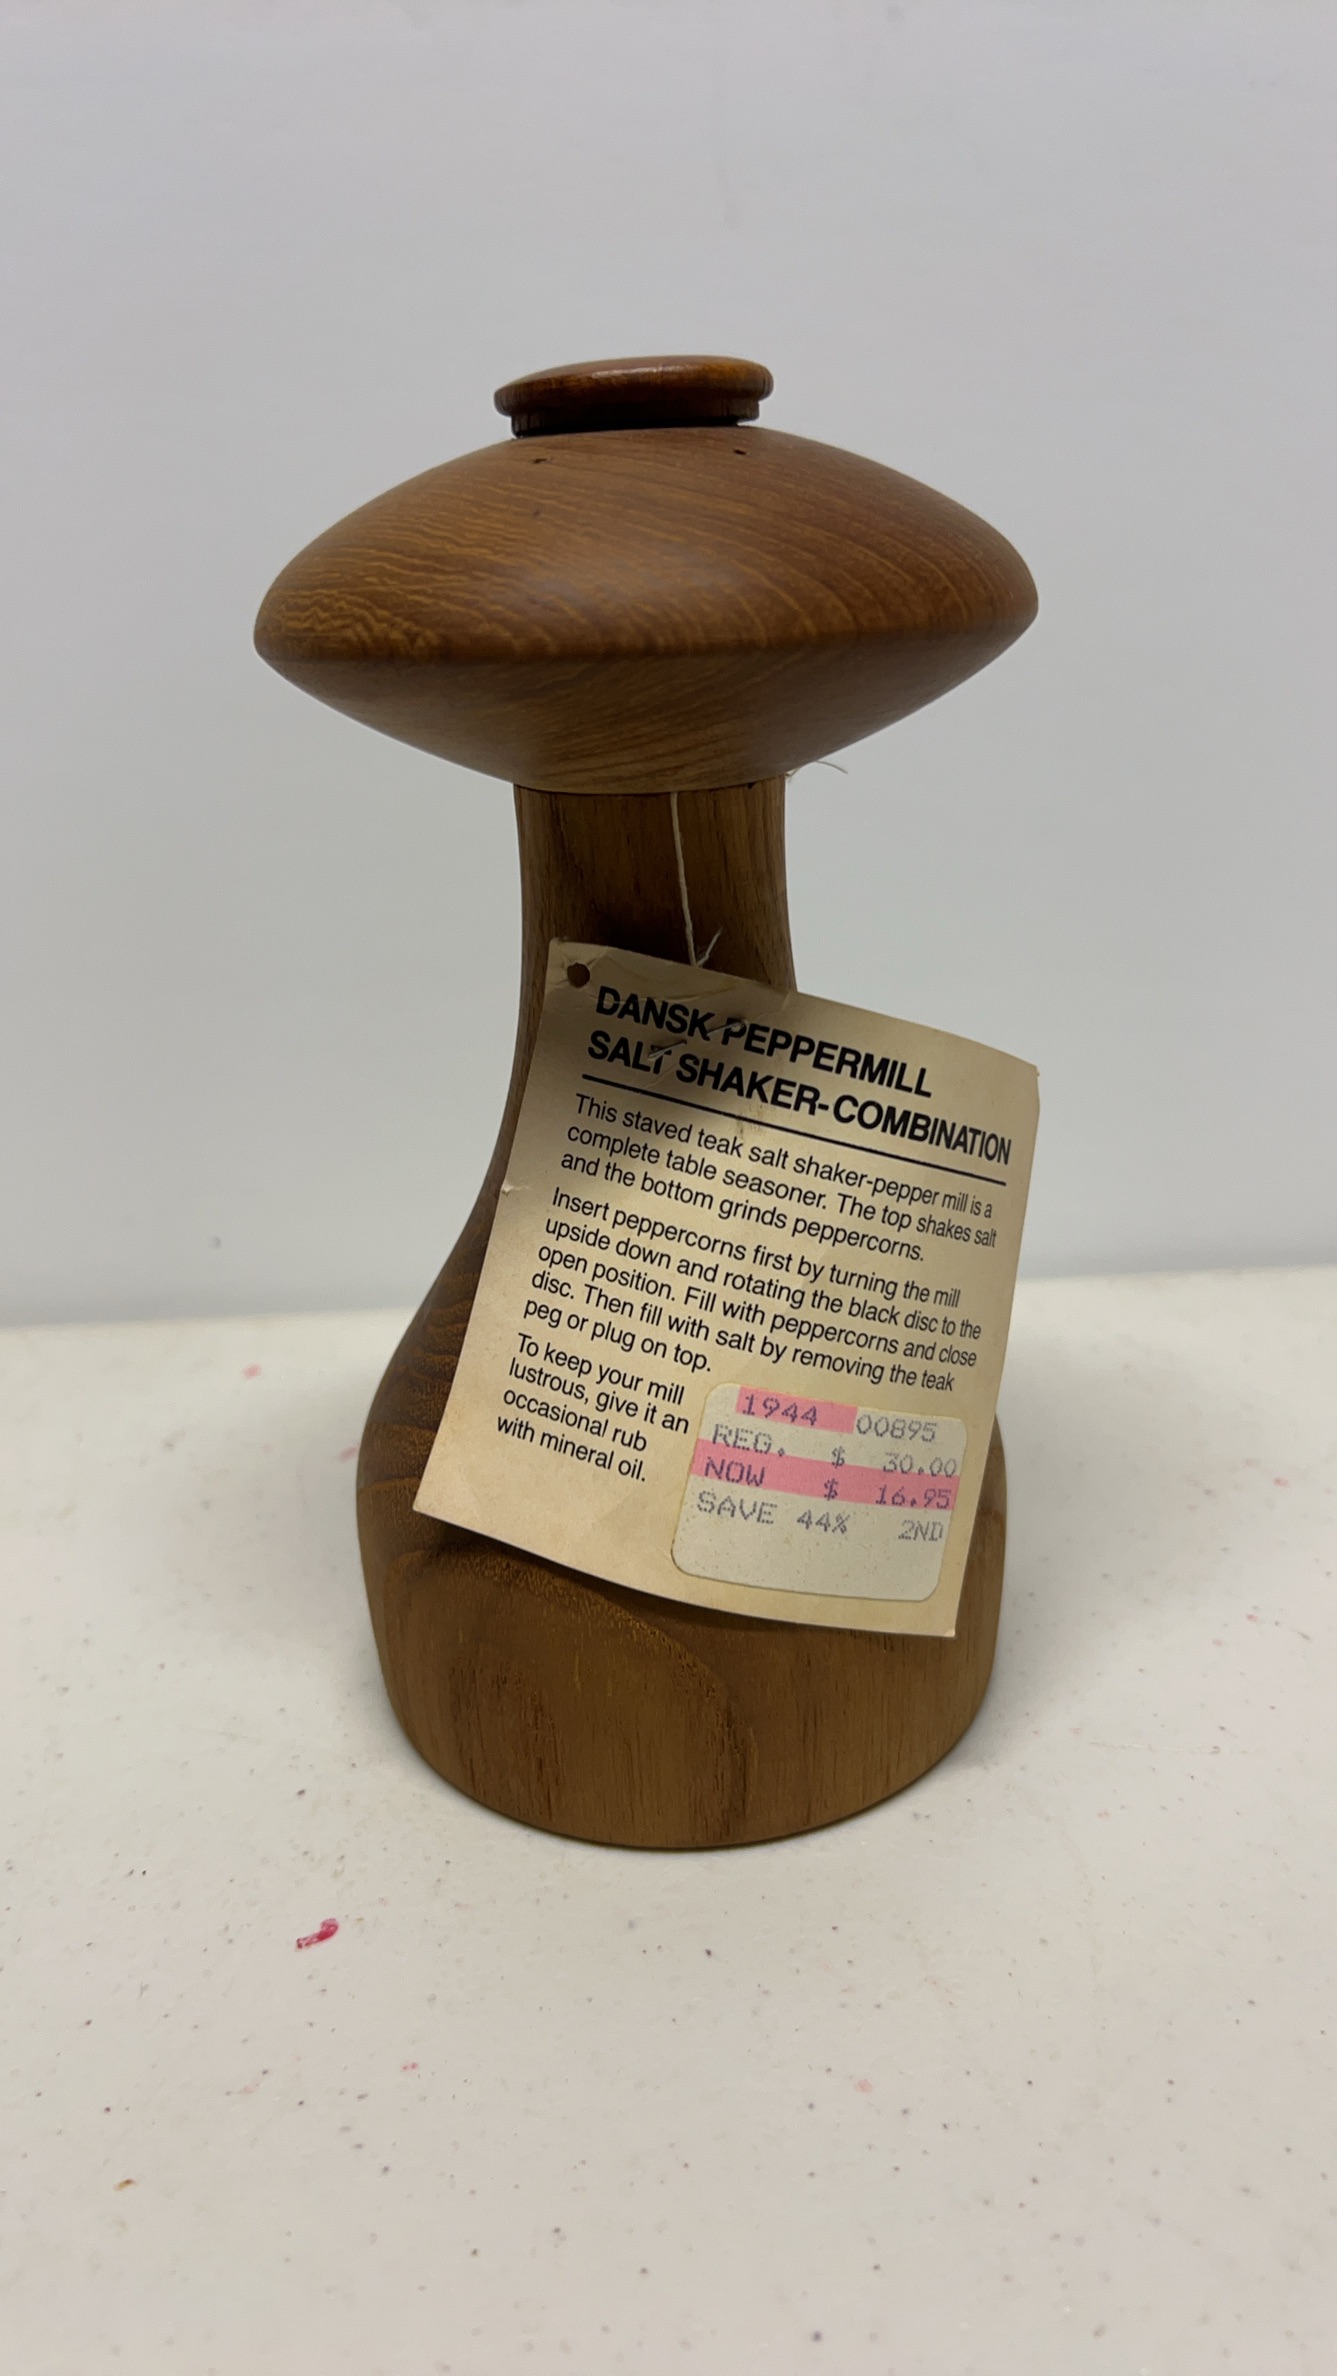 DANSK PEPPERMILL
SALT SHAKER-COMBINATION
This staved teak salt shaker-pepper mill is a
complete table seasoner. The top shakes salt
and the bottom grinds peppercorns.
Insert peppercorns first by turning the mill
upside down and rotating the black disc to the
open position. Fill with peppercorns and close
disc. Then fill with salt by removing the teak
peg or plug on top.
To keep your mill
lustrous, give it an
occasional rub
with mineral oil.
1944 00895
REG. $ 30.00
NOW $ 16.95
SAVE 44% 2ND